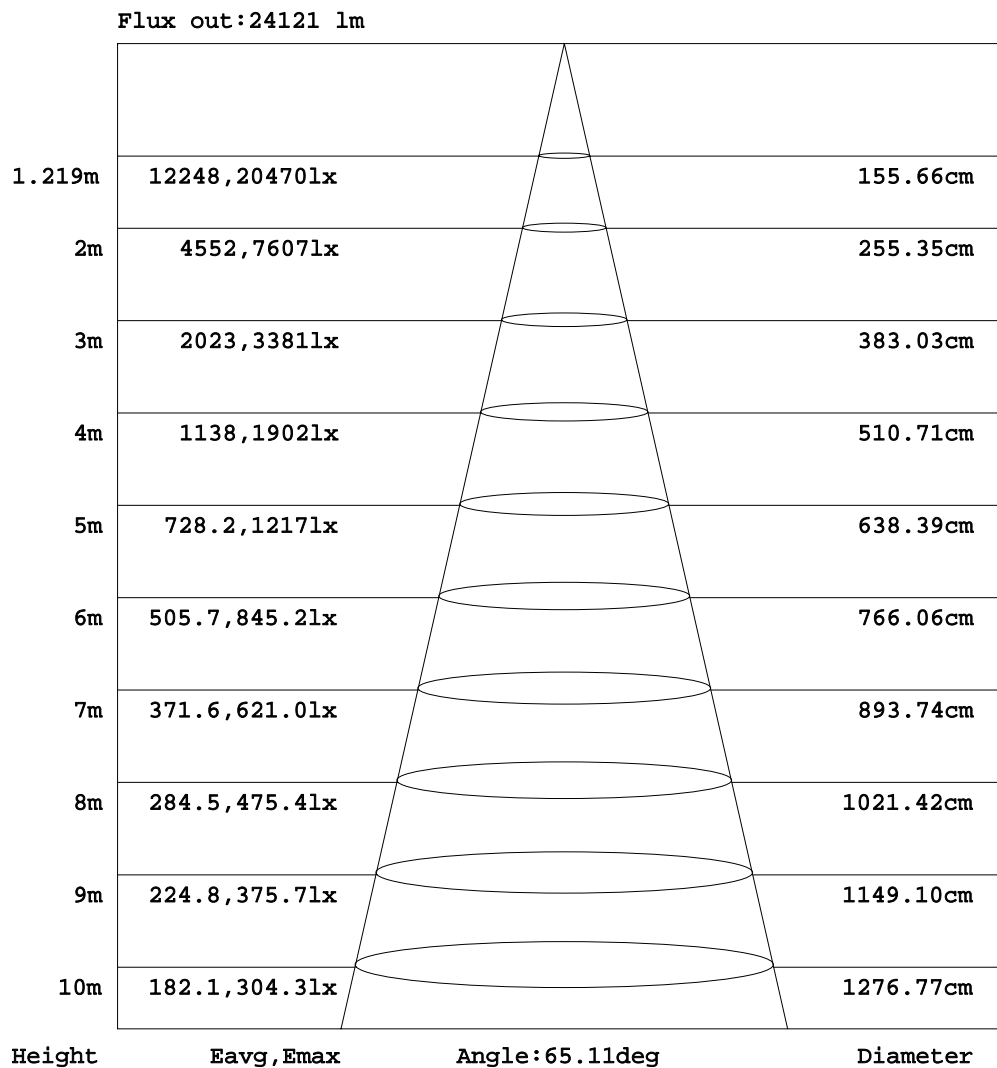 Flux out:24121 lm
1.219m 12248,20470lx 155.66cm
2m 4552,7607lx 255.35cm
3m 2023,3381lx 383.03cm
4m 1138,1902lx 510.71cm
5m 728.2,1217lx 638.39cm
6m 505.7,845.2lx 766.06cm
7m 371.6,621.0lx 893.74cm
8m 284.5,475.4lx 1021.42cm
9m 224.8,375.7lx 1149.10cm
10m 182.1,304.3lx 1276.77cm
Height Eavg,Emax Angle:65.11deg Diameter